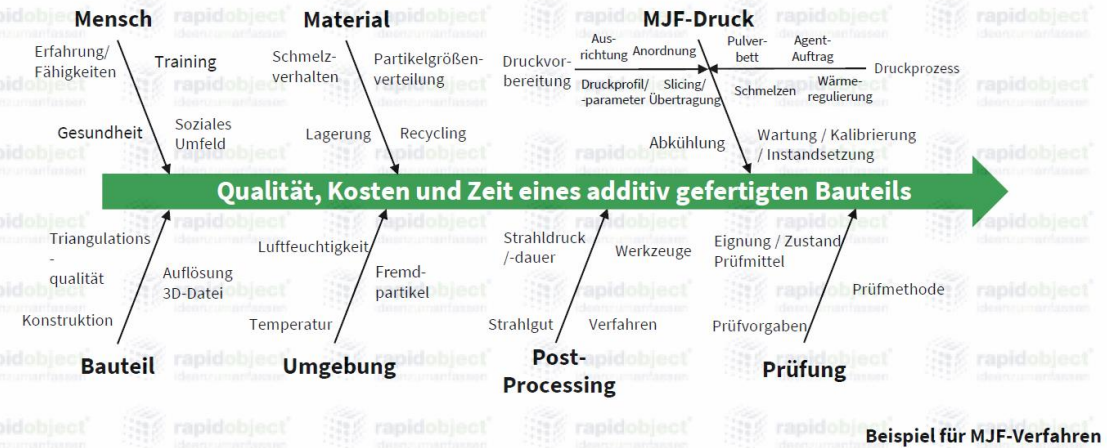 Mensch
Erfahrung/
Fähigkeiten
Training
Gesundheit
Soziales
Umfeld
Material
Schmelz-
verhalten
Partikelgrößen-
verteilung
Lagerung
Recycling
MJF-Druck
Druckvor-
bereitung
Aus-
richtung
Anordnung
Druckprofil/
-parameter
Slicing/
Übertragung
Pulver-
bett
Agent-
Auftrag
Schmelzen
Wärme-
regulierung
Druckprozess
Abkühlung
Wartung / Kalibrierung
/ Instandsetzung
Qualität, Kosten und Zeit eines additiv gefertigten Bauteils
Triangulations
-
qualität
Auflösung
3D-Datei
Konstruktion
Bauteil
Luftfeuchtigkeit
Fremd-
partikel
Temperatur
Umgebung
Strahldruck
/-dauer
Werkzeuge
Strahlgut
Verfahren
Post-
Processing
Eignung / Zustand
Prüfmittel
Prüfmethode
Prüfvorgaben
Prüfung
Beispiel für MJF-Verfahren
rapidobject